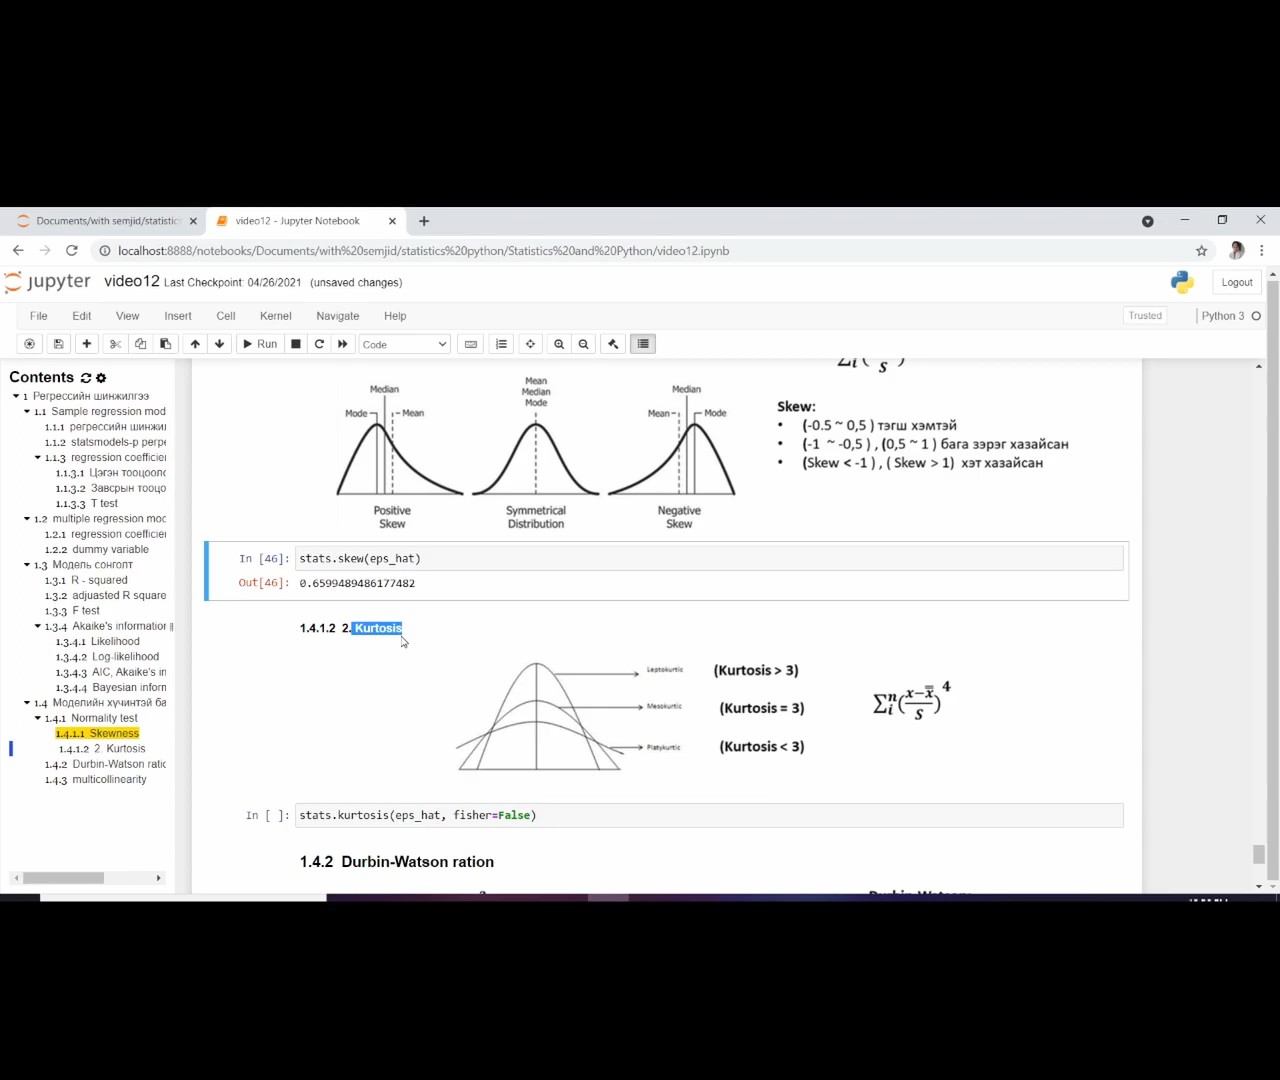 Documents/with semjid/statistic
video12 - Jupyter Notebook
localhost:8888/notebooks/Documents/with%20semjid/statistics%20python/Statistics%20and%20Python/video12.ipynb
jupyter video12 Last Checkpoint: 04/26/2021 (unsaved changes)
Logout
File Edit View Insert Cell Kernel Navigate Help
Trusted
Python 3
Run
Code
Contents
1 Регрессийн шинжилгээ
1.1 Sample regression mod
1.1.1 регрессийн шинжи
1.1.2 statsmodels-р регр
1.1.3 regression coefficie
1.1.3.1 Цэгэн тооцоол
1.1.3.2 Завсрын тооцо
1.1.3.3 T test
1.2 multiple regression moc
1.2.1 regression coefficie
1.2.2 dummy variable
1.3 Модель сонголт
1.3.1 R - squared
1.3.2 adjuasted R square
1.3.3 F test
1.3.4 Akaike's information
1.3.4.1 Likelihood
1.3.4.2 Log-likelihood
1.3.4.3 AIC, Akaike's in
1.3.4.4 Bayesian inform
1.4 Моделийн хүчинтэй ба
1.4.1 Normality test
1.4.1.1 Skewness
1.4.1.2 2. Kurtosis
1.4.2 Durbin-Watson ratio
1.4.3 multicollinearity
Median
Mode
Mean
Positive
Skew
Mean
Median
Mode
Symmetrical
Distribution
Median
Mean
Mode
Negative
Skew
Skew:
• (-0.5 ~ 0,5 ) тэгш хэмтэй
• (-1 ~ -0,5) , (0,5 ~ 1 ) бага зэрэг хазайсан
• (Skew < -1 ) , ( Skew > 1) хэт хазайсан
In [46]: stats.skew(eps_hat)
Out[46]: 0.6599489486177482
1.4.1.2 2. Kurtosis
Leptokurtic (Kurtosis > 3)
Mesokurtic (Kurtosis = 3)
Platykurtic (Kurtosis < 3)
In [ ]: stats.kurtosis(eps_hat, fisher=False)
1.4.2 Durbin-Watson ration